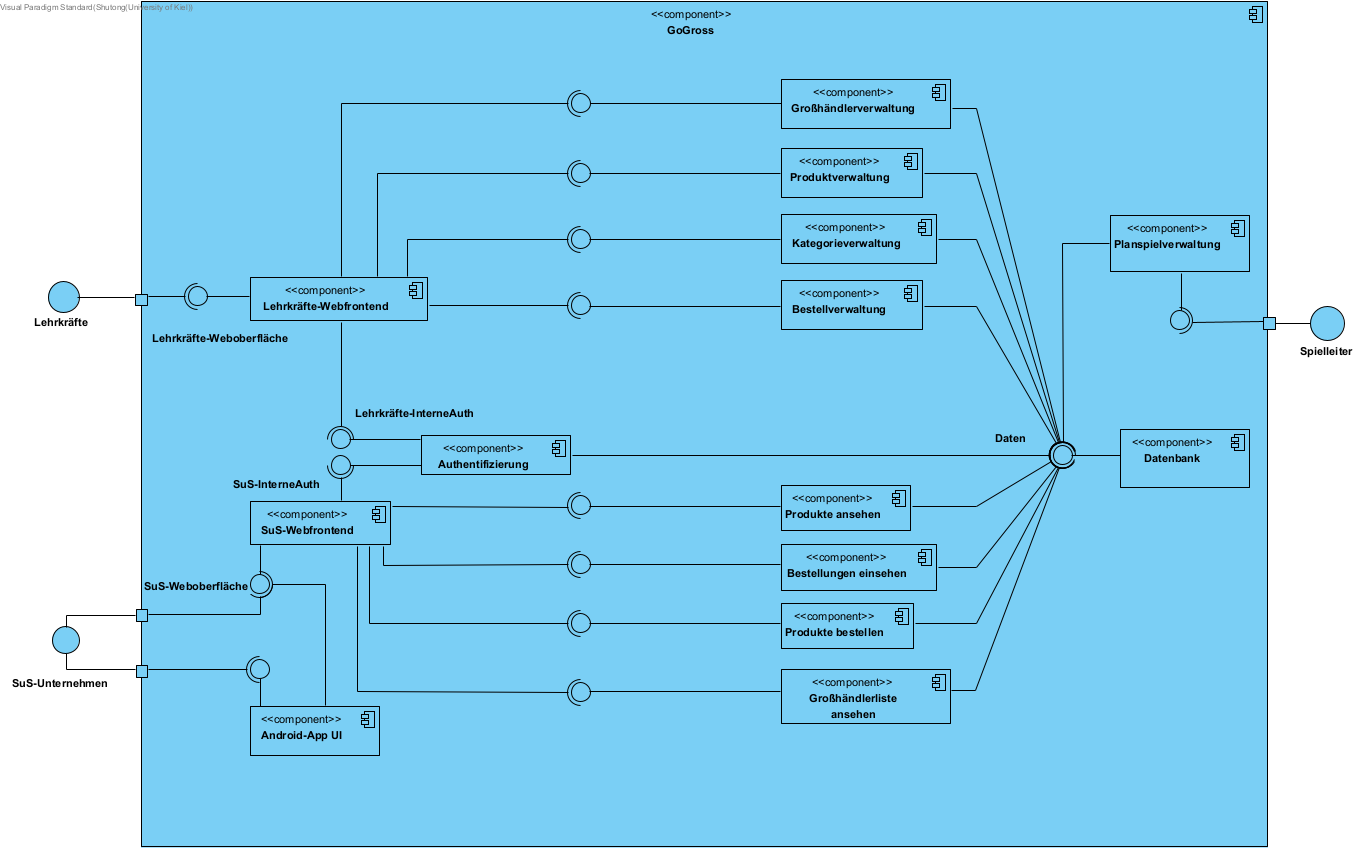 Visual Paradigm Standard(Shutong(University of Kiel))
<<component>>
GoGross
<<component>>
Großhändlerverwaltung
<<component>>
Produktverwaltung
<<component>>
Kategorieverwaltung
<<component>>
Planspielverwaltung
<<component>>
Lehrkräfte-Webfrontend
<<component>>
Bestellverwaltung
Lehrkräfte
Lehrkräfte-Weboberfläche
Spielleiter
Lehrkräfte-InterneAuth
Daten
<<component>>
Authentifizierung
<<component>>
Datenbank
SuS-InterneAuth
<<component>>
SuS-Webfrontend
<<component>>
Produkte ansehen
<<component>>
Bestellungen einsehen
SuS-Weboberfläche
<<component>>
Produkte bestellen
SuS-Unternehmen
<<component>>
Großhändlerliste
ansehen
<<component>>
Android-App UI